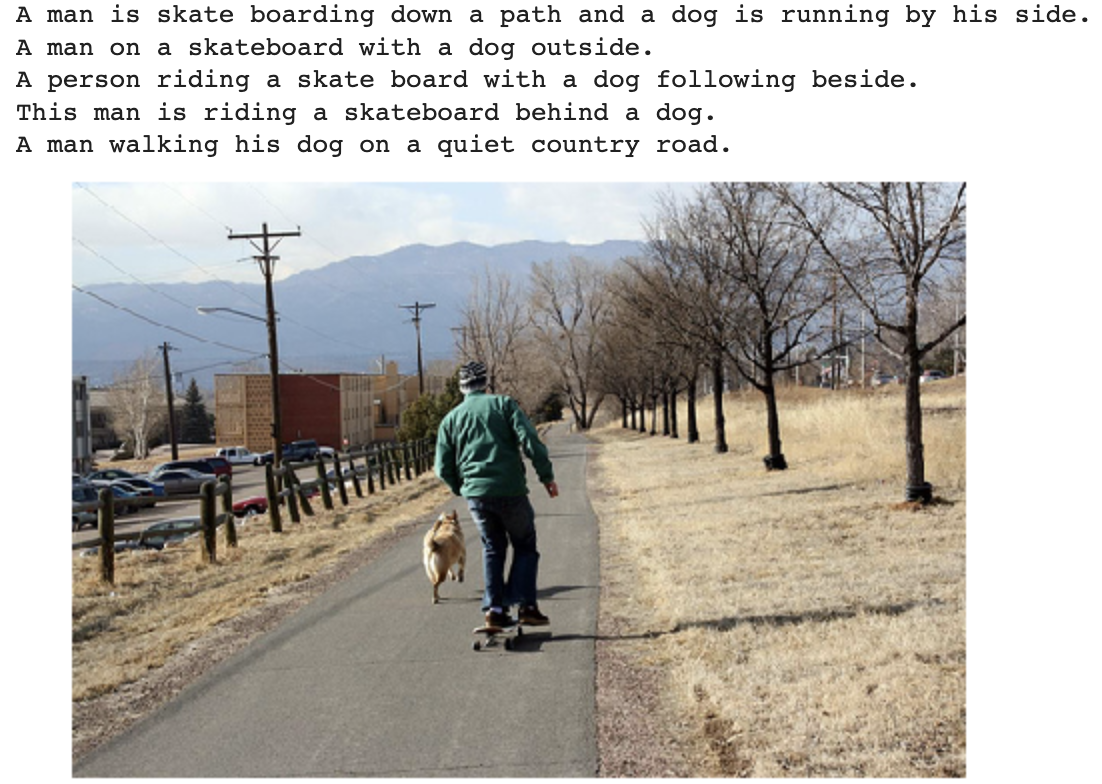 A man is skate boarding down a path and a dog is running by his side.
A man on a skateboard with a dog outside.
A person riding a skate board with a dog following beside.
This man is riding a skateboard behind a dog.
A man walking his dog on a quiet country road.